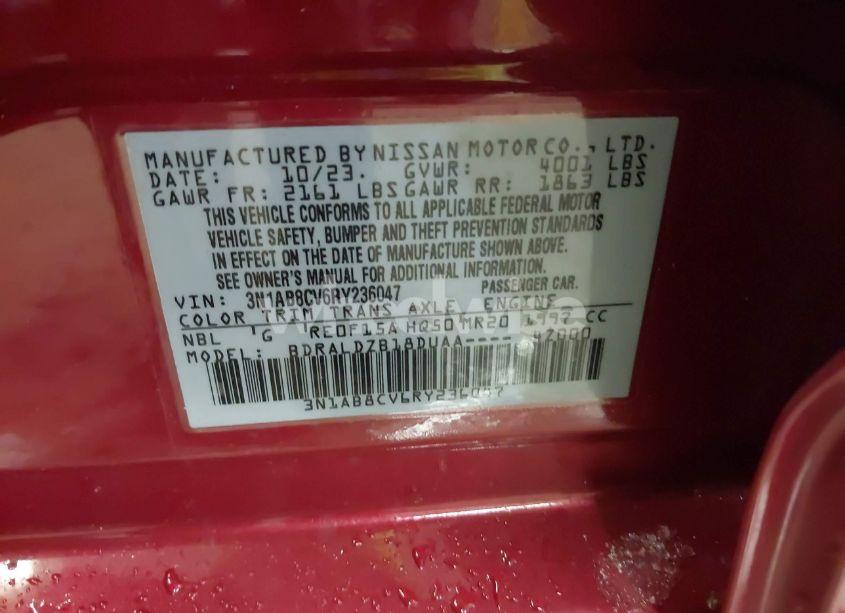 MANUFACTURED BY NISSAN MOTOR CO., LTD.
DATE: 10/23. GVWR: 4001 LBS
GAWR FR: 2161 LBS GAWR RR: 1863 LBS
THIS VEHICLE CONFORMS TO ALL APPLICABLE FEDERAL MOTOR
VEHICLE SAFETY, BUMPER AND THEFT PREVENTION STANDARDS
IN EFFECT ON THE DATE OF MANUFACTURE SHOWN ABOVE.
SEE OWNER'S MANUAL FOR ADDITIONAL INFORMATION.
VIN: 3N1AB8CV6RY236047 PASSENGER CAR.
COLOR TRIM TRANS AXLE ENGINE
NBL 'G RE0F15A HQ50 MR20 1997 CC
MODEL: BDRALDZB18DUAA----
3N1AB8CV6RY236047